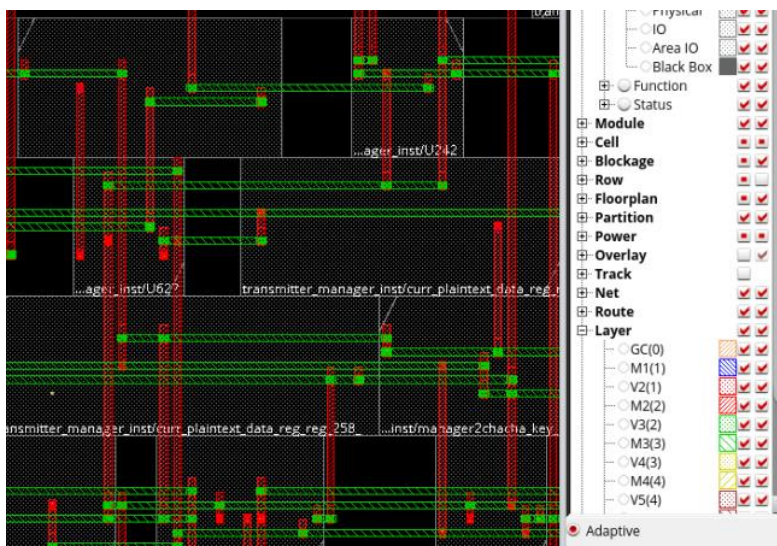 Physical
IO
Area IO
Black Box
Function
Status
Module
Cell
Blockage
Row
Floorplan
Partition
Power
Overlay
Track
Net
Route
Layer
GC(0)
M1(1)
V2(1)
M2(2)
V3(2)
M3(3)
V4(3)
M4(4)
V5(4)
Adaptive
...ager_inst/U242
...ager_inst/U627
transmitter_manager_inst/curr_plaintext_data_reg_r
ansmitter_manager_inst/curr_plaintext_data_reg_reg_258_
...inst/manager2chacha_key_